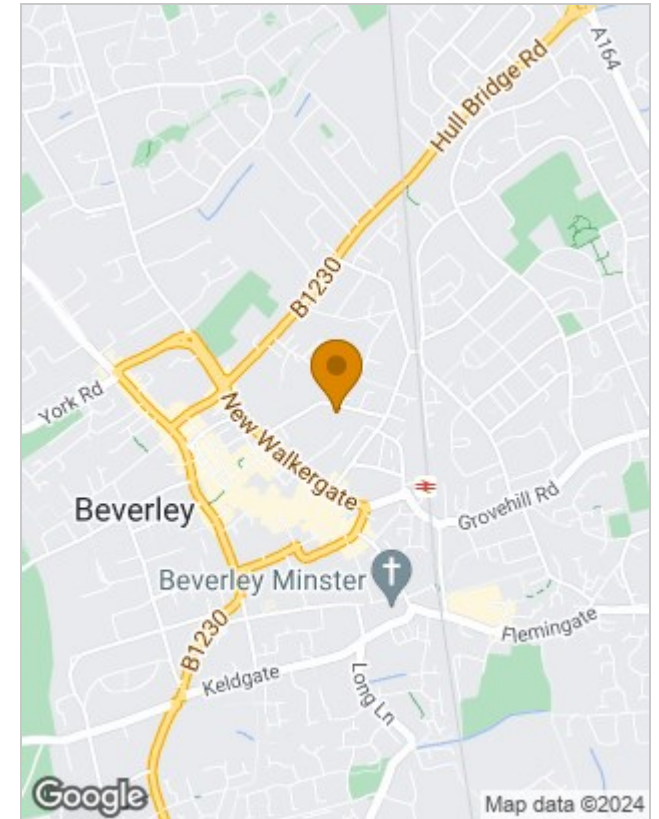 A164
Hull Bridge Rd
B1230
York Rd
New Walkergate
Beverley
Grovehill Rd
Beverley Minster
Flemingate
B1230
Keldgate
Long Ln
Google
Map data ©2024